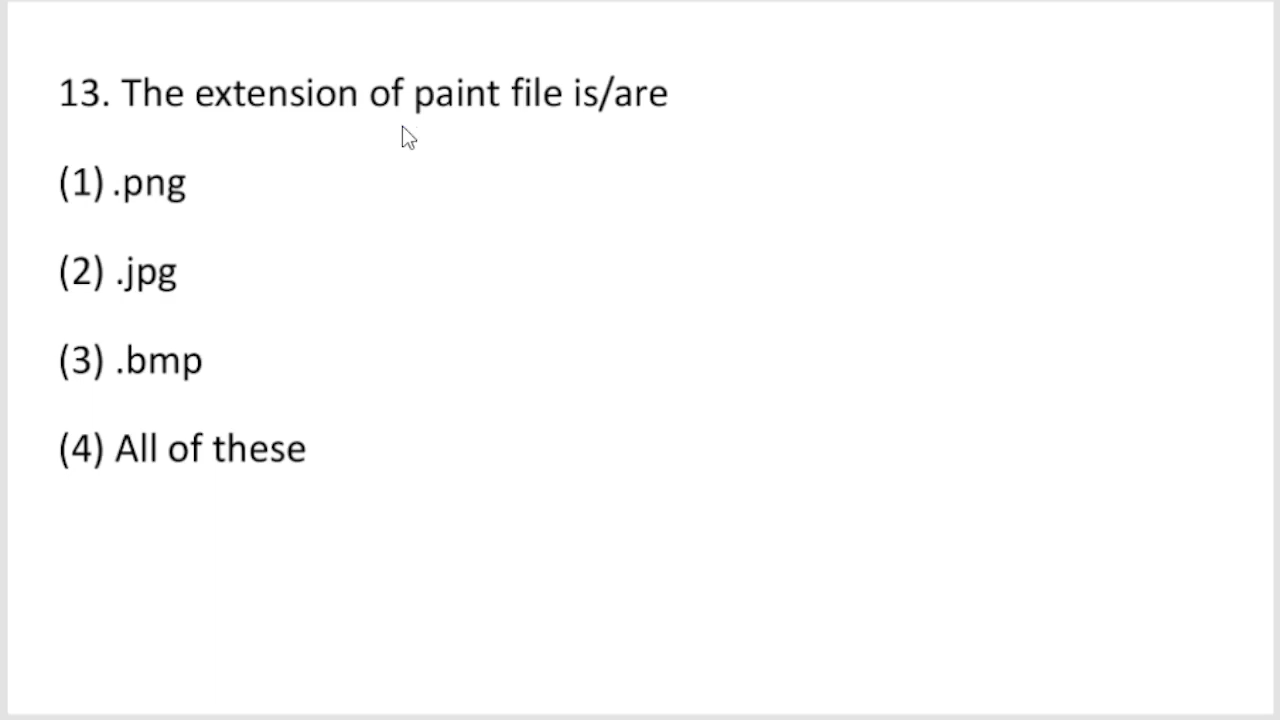 13. The extension of paint file is/are
(1) .png
(2) .jpg
(3) .bmp
(4) All of these